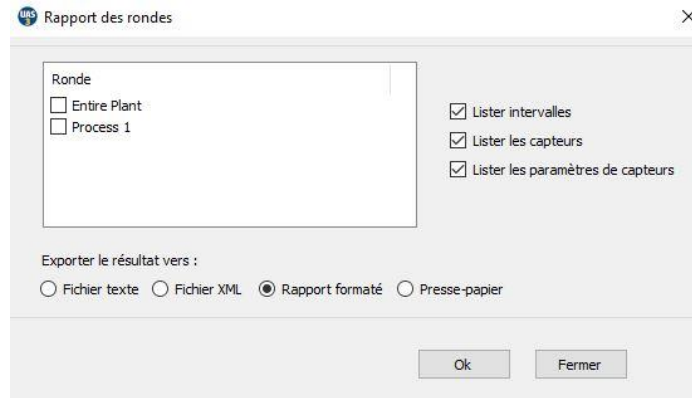 UAS
Rapport des rondes
Ronde
Entire Plant
Process 1
Lister intervalles
Lister les capteurs
Lister les paramètres de capteurs
Exporter le résultat vers :
Fichier texte Fichier XML Rapport formaté Presse-papier
Ok Fermer